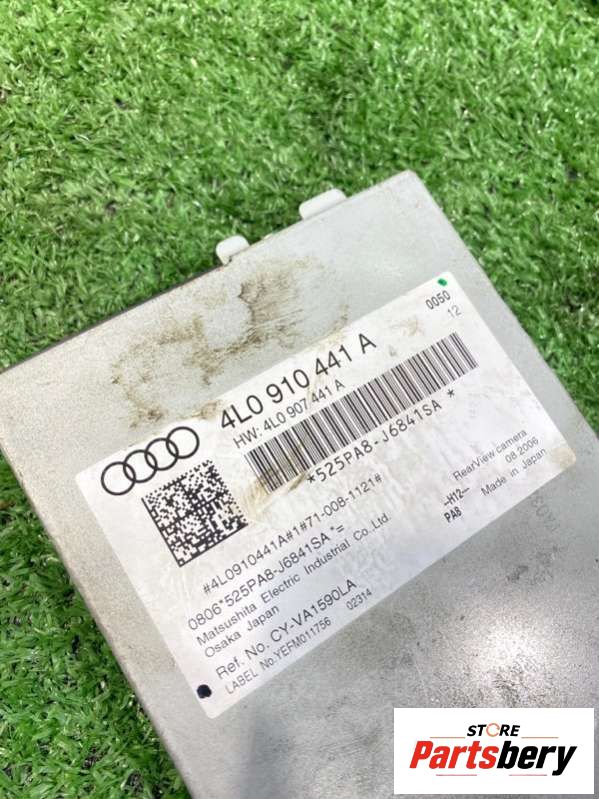 0050
12
4L0 910 441 A
4
HW: 4L0 907 441 A
*525PA8-J6841SA *
RearView camera
08 2006
--H12--
Made in Japan
PA8
#4L0910441A#1#71-008-1121#
0806*525PA8-J6841SA *=
Matsushita Electric Industrial Co.,Ltd.
Osaka Japan
Ref. No. CY-VA1590LA
LABEL No.YEFM011756 02314
STORE
Partsbery